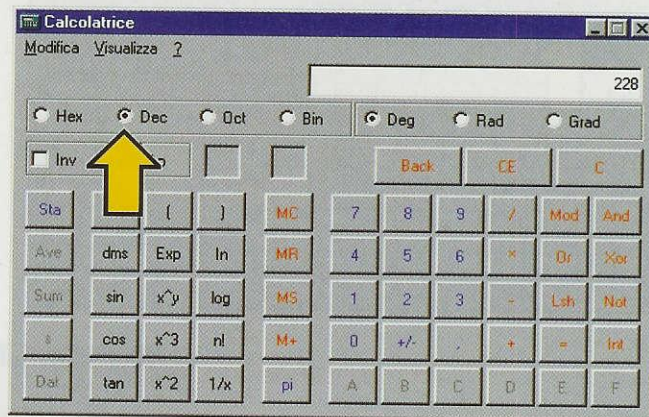 Calcolatrice
Modifica Visualizza ?
228
Hex Dec Oct Bin Deg Rad Grad
Inv Back CE C
Sta ( ) MC 7 8 9 / Mod And
Ave dms Exp ln MR 4 5 6 * Or Xor
Sum sin x^y log MS 1 2 3 - Lsh Not
s cos x^3 n! M+ 0 +/- , + = Int
Dat tan x^2 1/x pi A B C D E F